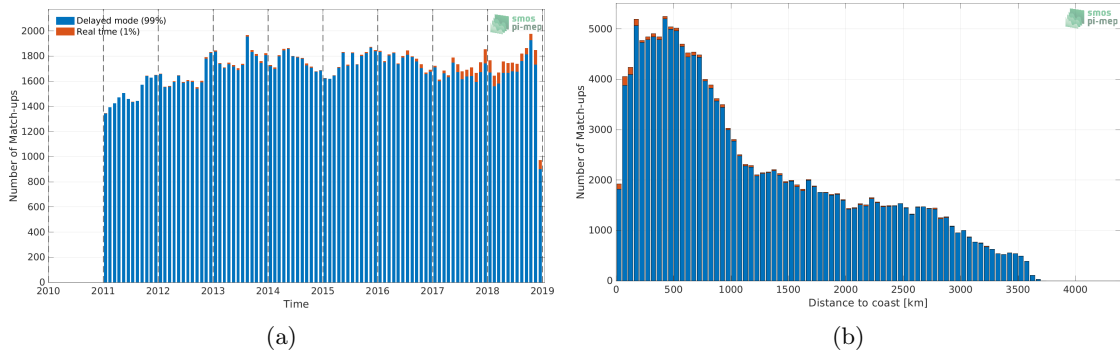 Delayed mode (99%)
Real time (1%)
smos
pi-mep
2000
1800
1600
1400
1200
1000
800
600
400
200
0
Number of Match-ups
2010 2011 2012 2013 2014 2015 2016 2017 2018 2019
Time
(a)
smos
pi-mep
5000
4000
3000
2000
1000
0
Number of Match-ups
0 500 1000 1500 2000 2500 3000 3500 4000
Distance to coast [km]
(b)